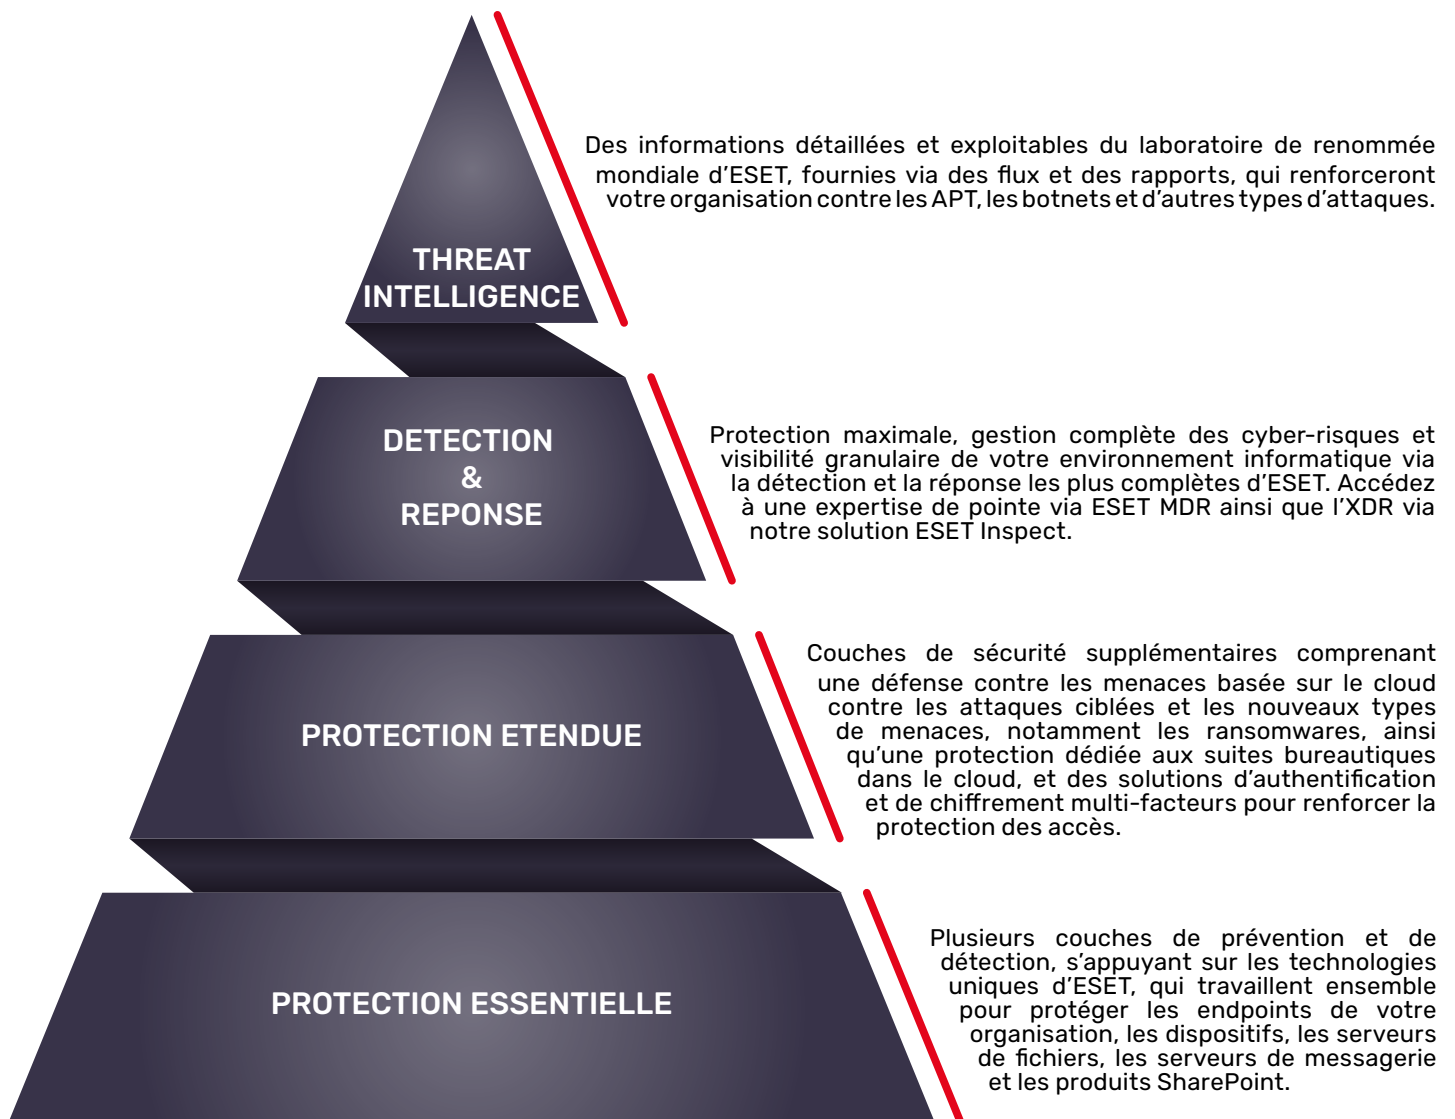 THREAT
INTELLIGENCE
Des informations détaillées et exploitables du laboratoire de renommée
mondiale d’ESET, fournies via des flux et des rapports, qui renforceront
votre organisation contre les APT, les botnets et d’autres types d’attaques.
DETECTION
&
REPONSE
Protection maximale, gestion complète des cyber-risques et
visibilité granulaire de votre environnement informatique via
la détection et la réponse les plus complètes d’ESET. Accédez
à une expertise de pointe via ESET MDR ainsi que l’XDR via
notre solution ESET Inspect.
PROTECTION ETENDUE
Couches de sécurité supplémentaires comprenant
une défense contre les menaces basée sur le cloud
contre les attaques ciblées et les nouveaux types
de menaces, notamment les ransomwares, ainsi
qu’une protection dédiée aux suites bureautiques
dans le cloud, et des solutions d’authentification
et de chiffrement multi-facteurs pour renforcer la
protection des accès.
PROTECTION ESSENTIELLE
Plusieurs couches de prévention et de
détection, s’appuyant sur les technologies
uniques d’ESET, qui travaillent ensemble
pour protéger les endpoints de votre
organisation, les dispositifs, les serveurs
de fichiers, les serveurs de messagerie
et les produits SharePoint.